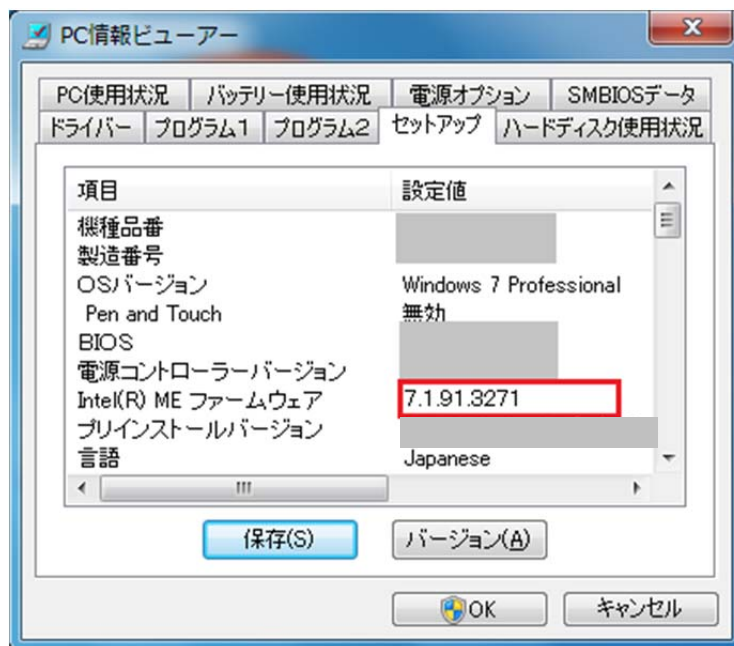 PC情報ビューアー
PC使用状況 バッテリー使用状況 電源オプション SMBIOSデータ
ドライバー プログラム1 プログラム2 セットアップ ハードディスク使用状況
項目 設定値
機種品番
製造番号
OSバージョン Windows 7 Professional
Pen and Touch 無効
BIOS
電源コントローラーバージョン
Intel(R) ME ファームウェア 7.1.91.3271
プリインストールバージョン
言語 Japanese
保存(S) バージョン(A)
OK キャンセル